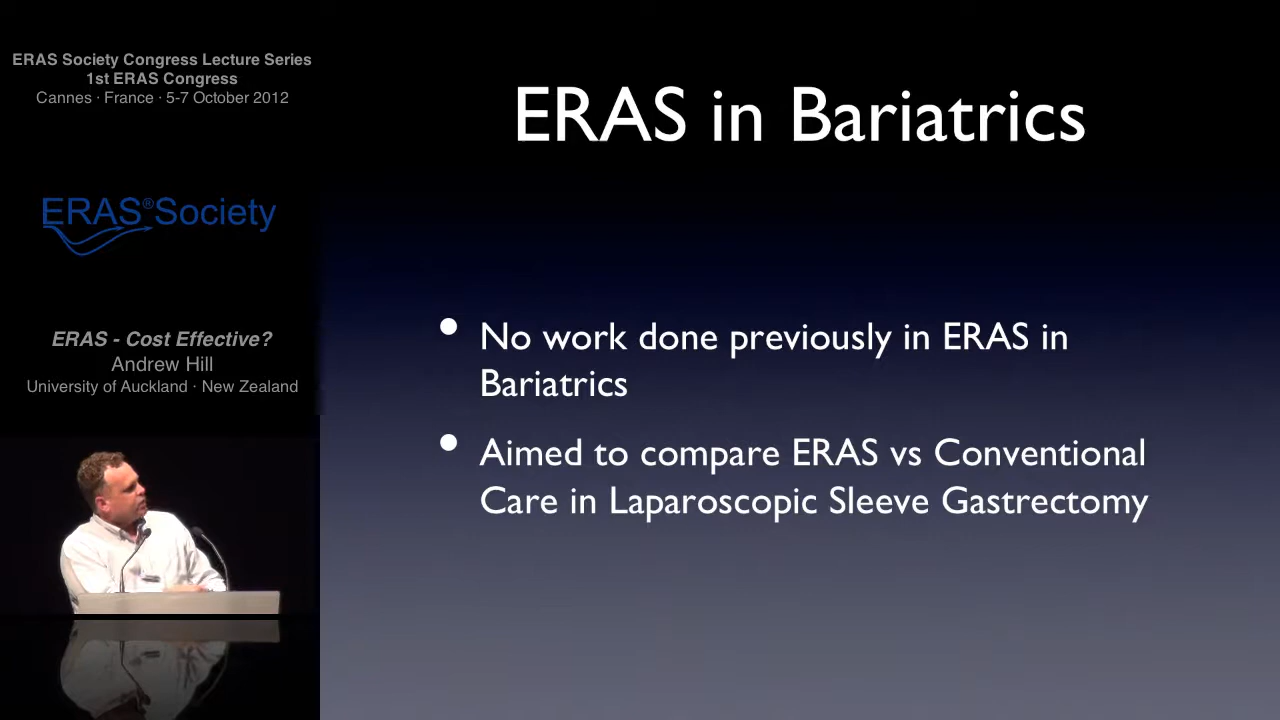 ERAS Society Congress Lecture Series
1st ERAS Congress
Cannes · France · 5-7 October 2012
ERAS®Society
ERAS - Cost Effective?
Andrew Hill
University of Auckland · New Zealand
ERAS in Bariatrics
• No work done previously in ERAS in
Bariatrics
• Aimed to compare ERAS vs Conventional
Care in Laparoscopic Sleeve Gastrectomy